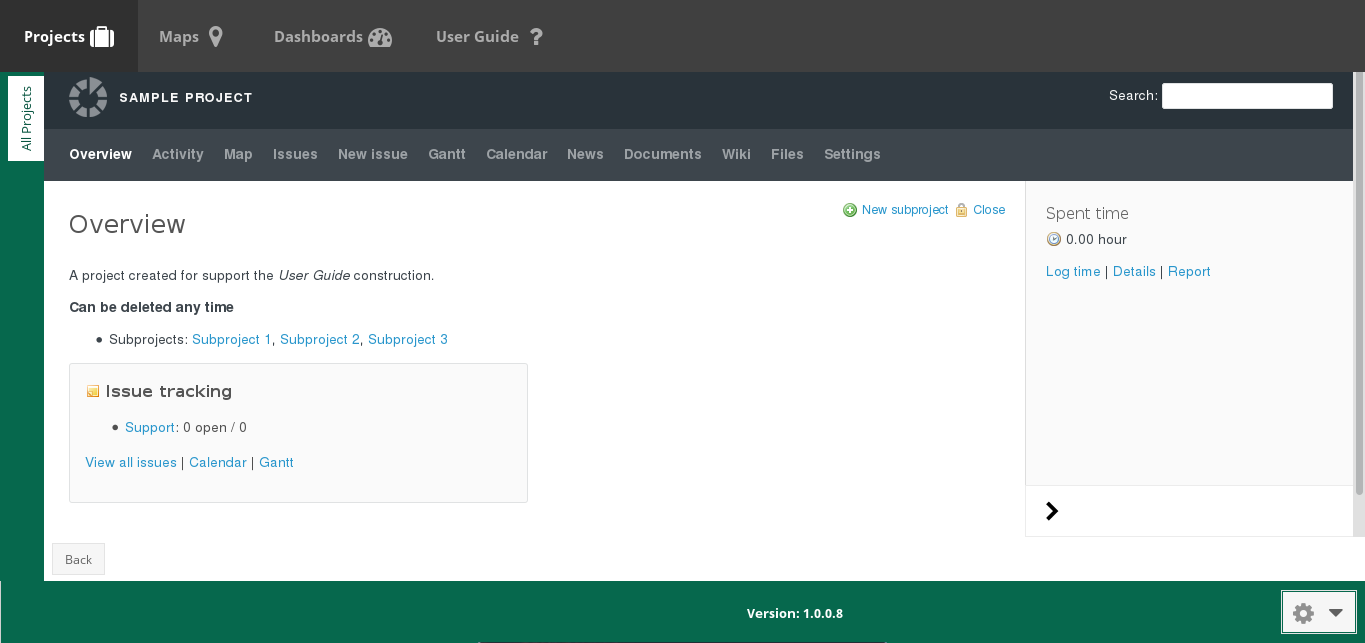 Projects Maps Dashboards User Guide ?
All Projects
SAMPLE PROJECT Search:
Overview Activity Map Issues New issue Gantt Calendar News Documents Wiki Files Settings
Overview
New subproject Close
A project created for support the User Guide construction.
Can be deleted any time
• Subprojects: Subproject 1, Subproject 2, Subproject 3
Issue tracking
• Support: 0 open / 0
View all issues | Calendar | Gantt
Spent time
0.00 hour
Log time | Details | Report
Back
Version: 1.0.0.8